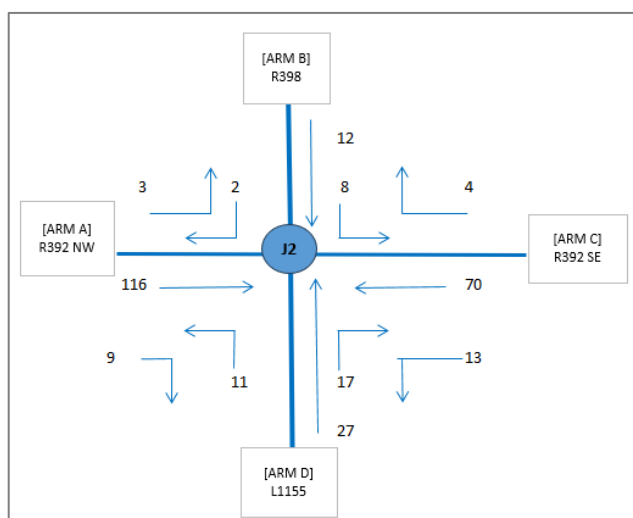 [ARM B]
R398
12
3 2 8 4
[ARM A]
R392 NW
J2
[ARM C]
R392 SE
116 70
9 11 17 13
27
[ARM D]
L1155